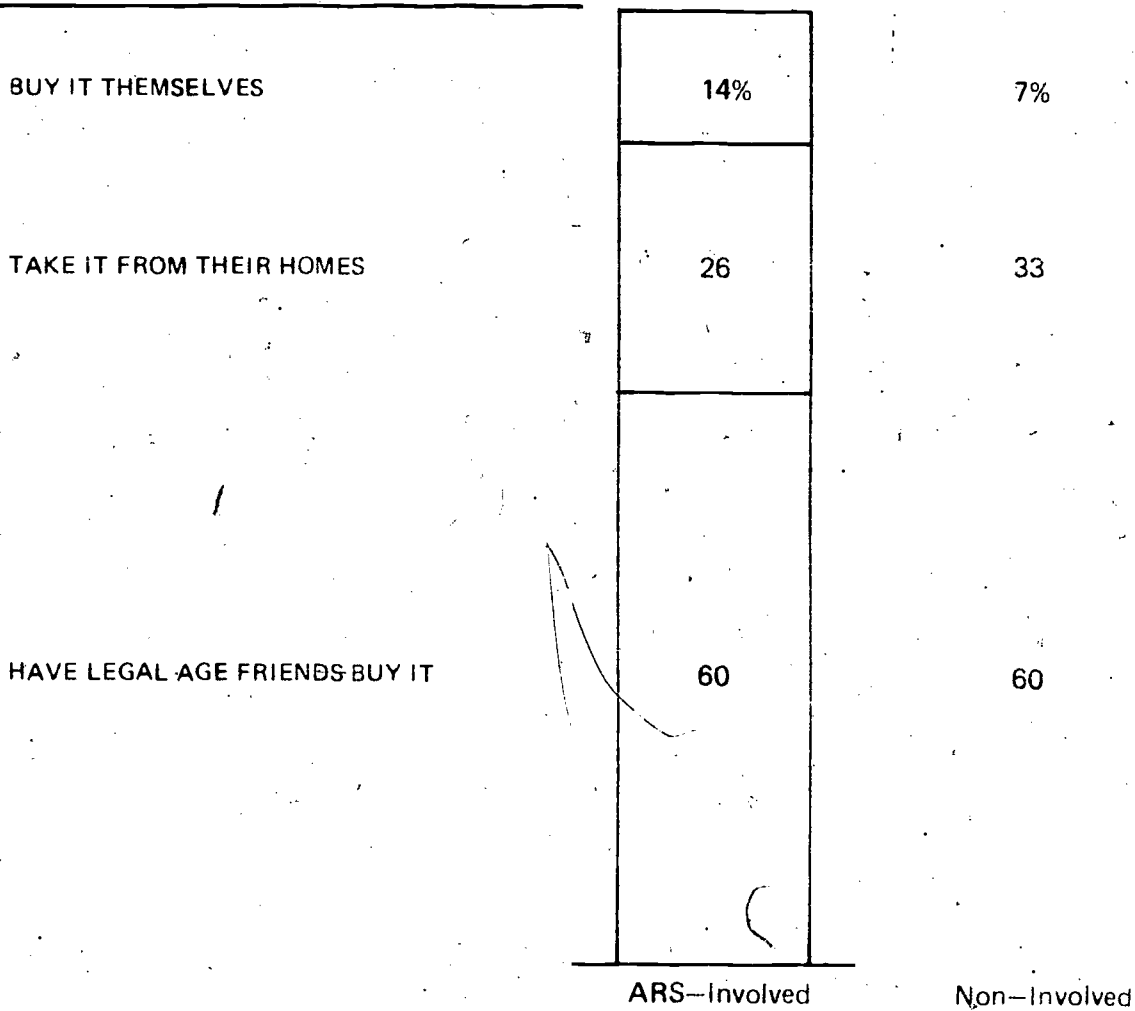 BUY IT THEMSELVES 14% 7%
TAKE IT FROM THEIR HOMES 26 33
HAVE LEGAL AGE FRIENDS BUY IT 60 60
ARS-Involved Non-Involved